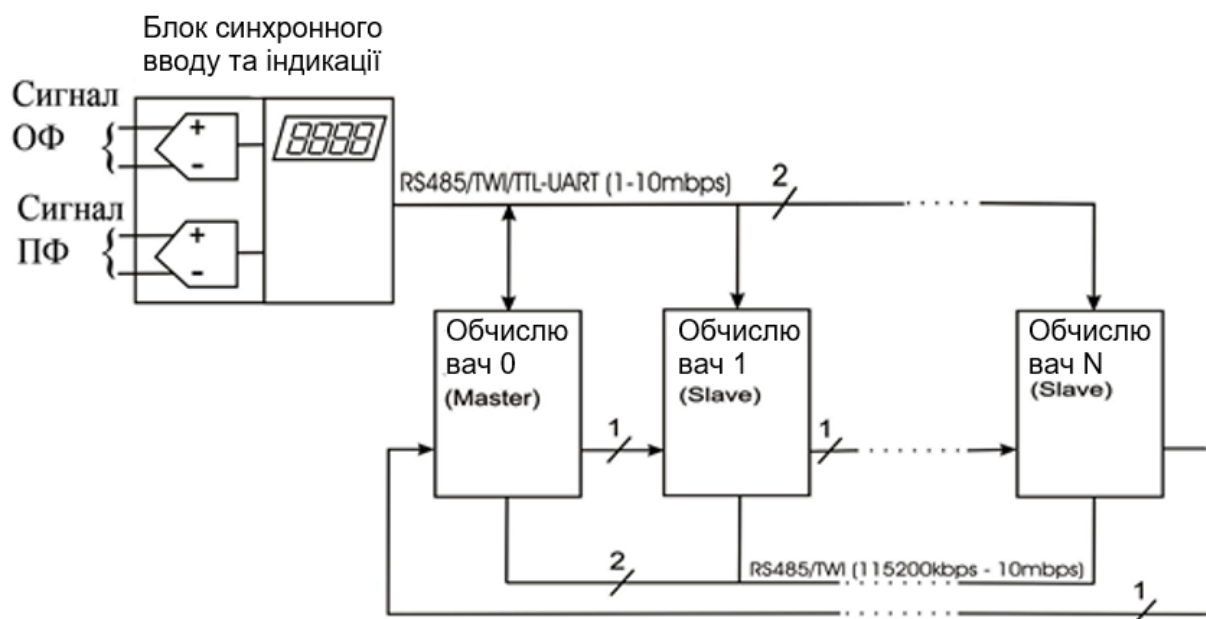 Блок синхронного
вводу та індикації
Сигнал
ОФ
+
-
8888
Сигнал
ПФ
+
-
RS485/TWI/TTL-UART (1-10mbps)
2
Обчислю
вач 0
(Master)
Обчислю
вач 1
(Slave)
Обчислю
вач N
(Slave)
1
1
2
RS485/TWI (115200kbps - 10mbps)
1